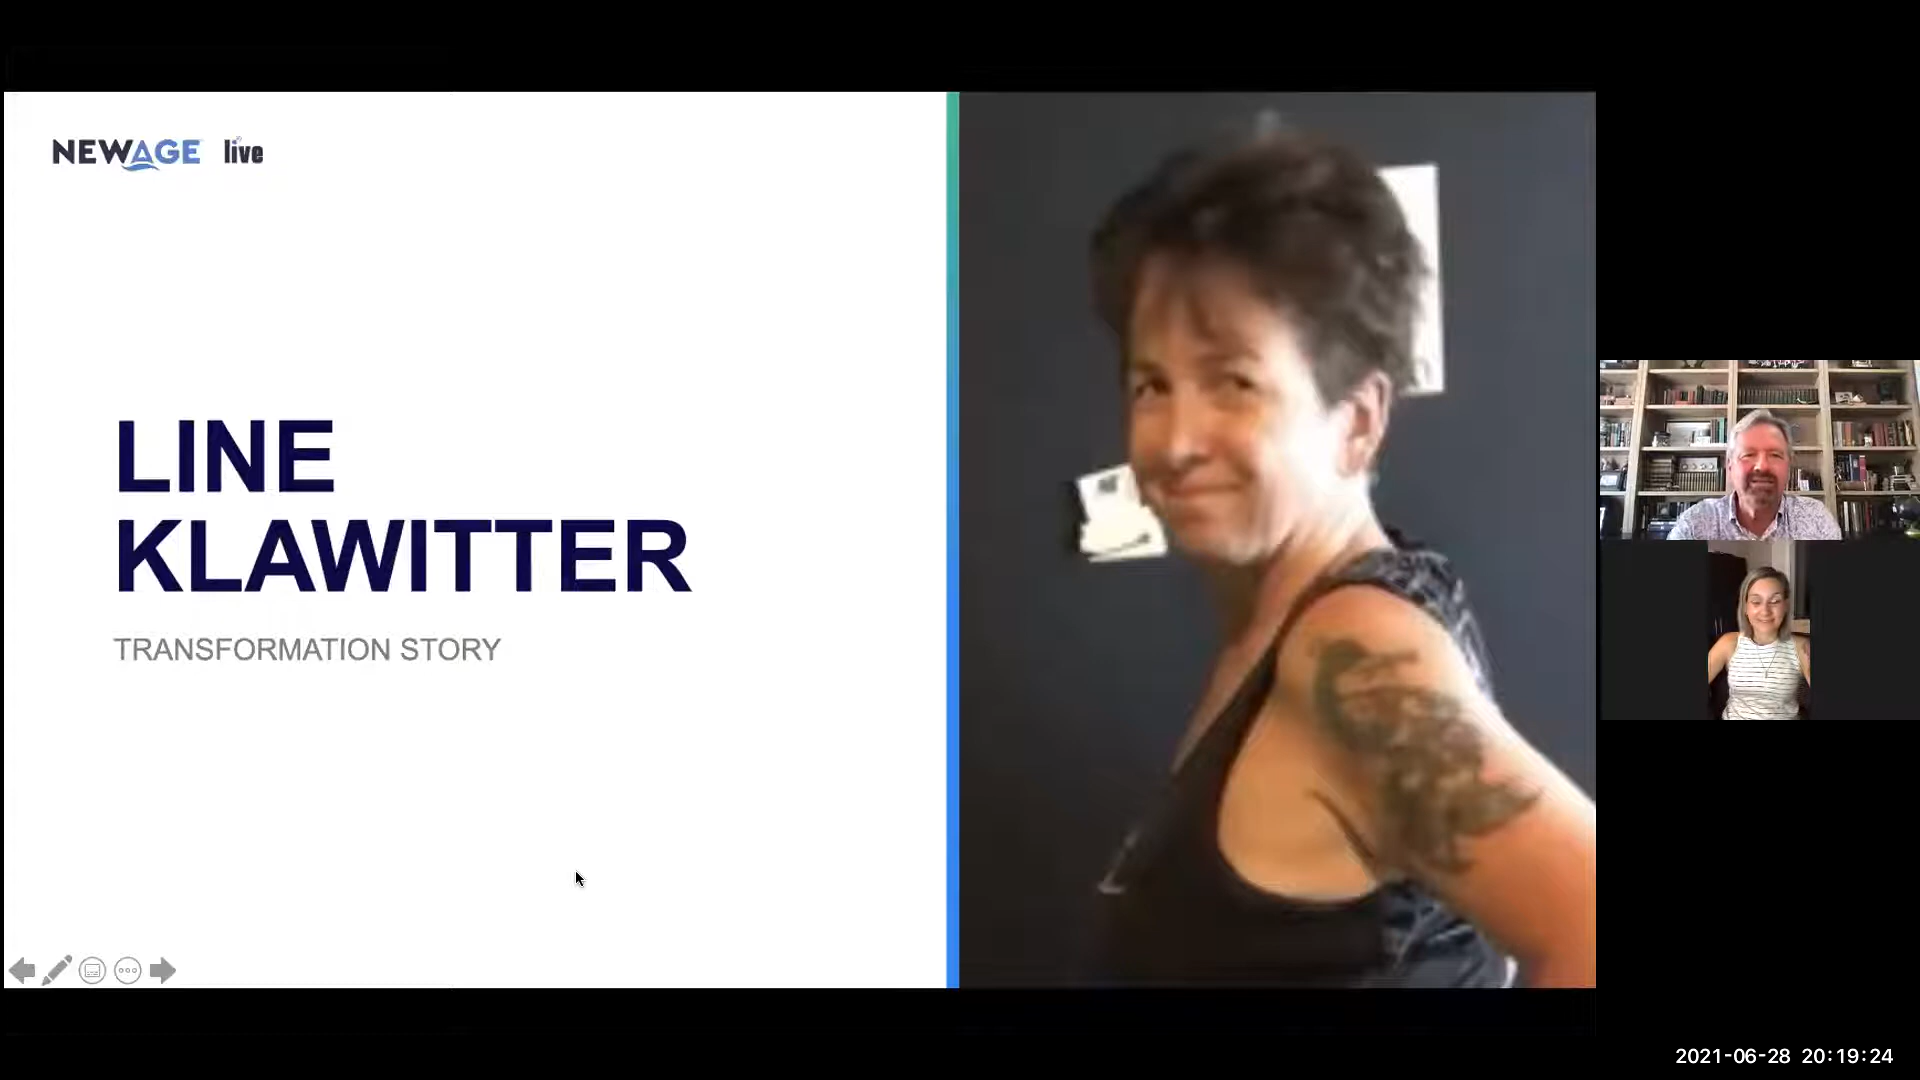 NEWAGE live
LINE
KLAWITTER
TRANSFORMATION STORY
2021-06-28 20:19:24